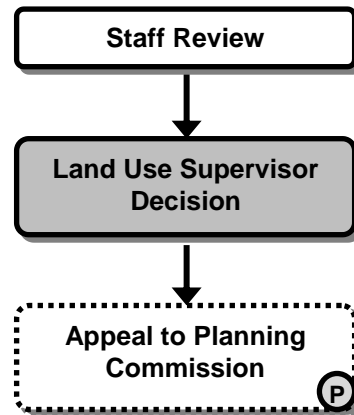 Staff Review
Land Use Supervisor
Decision
Appeal to Planning
Commission
P